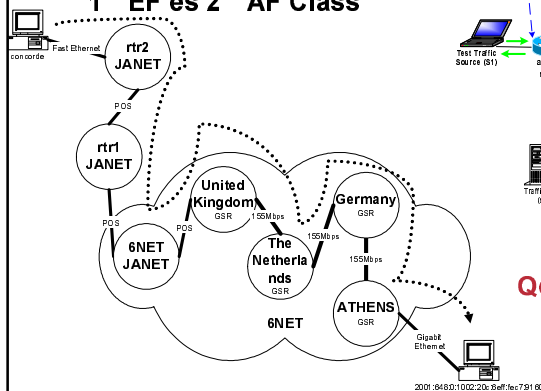 1 EF és 2 AF Class
concorde
Fast Ethernet
rtr2
JANET
POS
rtr1
JANET
POS
6NET
JANET
POS
United
Kingdom
GSR
155Mbps
The
Netherla
nds
GSR
155Mbps
Germany
GSR
155Mbps
ATHENS
GSR
6NET
Gigabit
Ethernet
Test Traffic
Source (S1)